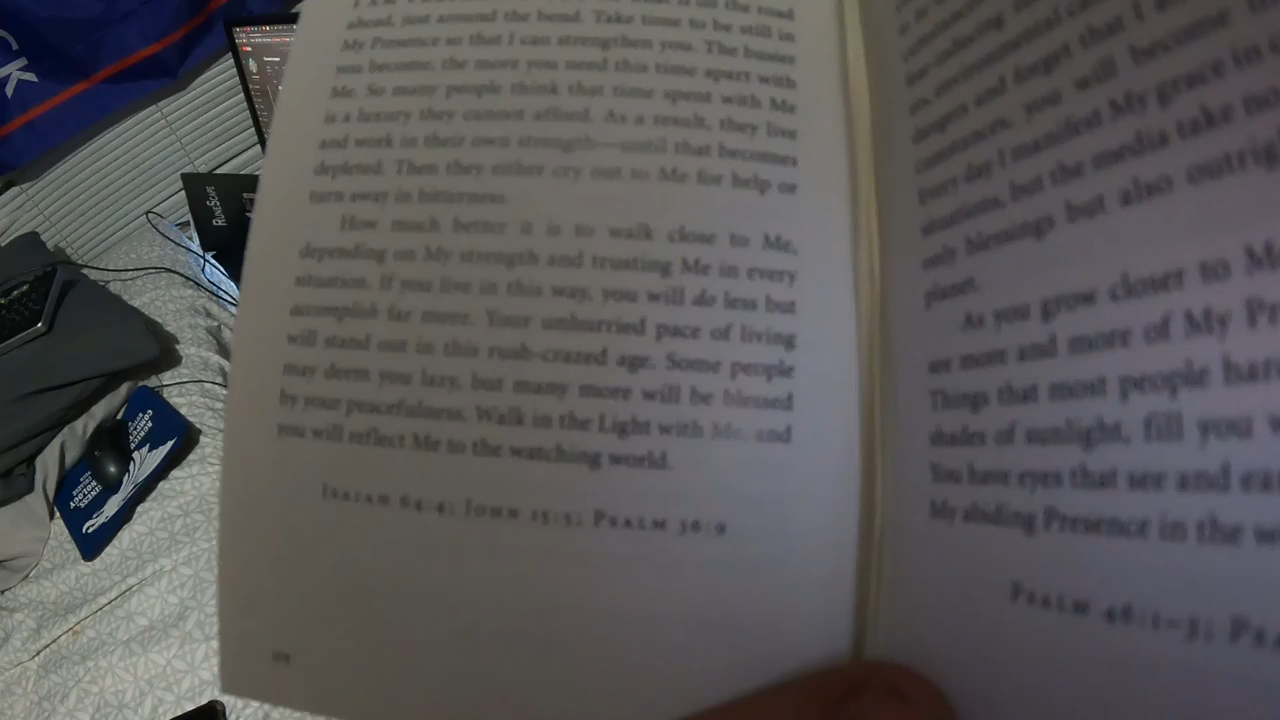 ahead, just around the bend. Take time to be still in
My Presence so that I can strengthen you. The busier
you become, the more you need this time apart with
Me. So many people think that time spent with Me
is a luxury they cannot afford. As a result, they live
and work in their own strength—until that becomes
depleted. Then they either cry out to Me for help or
turn away in bitterness.
How much better it is to walk close to Me,
depending on My strength and trusting Me in every
situation. If you live in this way, you will do less but
accomplish far more. Your unhurried pace of living
will stand out in this rush-crazed age. Some people
may deem you lazy, but many more will be blessed
by your peacefulness. Walk in the Light with Me, and
you will reflect Me to the watching world.
ISAIAH 64:4; JOHN 15:5; PSALM 36:9
and forget that I
you will become
every day I manifest My grace in
situations, but the media take no
only blessings but also outrig
planet.
As you grow closer to M
see more and more of My Pr
Things that most people har
shades of sunlight, fill you w
You have eyes that see and ea
My abiding Presence in the w
PSALM 46:1–3; PSA
RUNESCAPE
CK